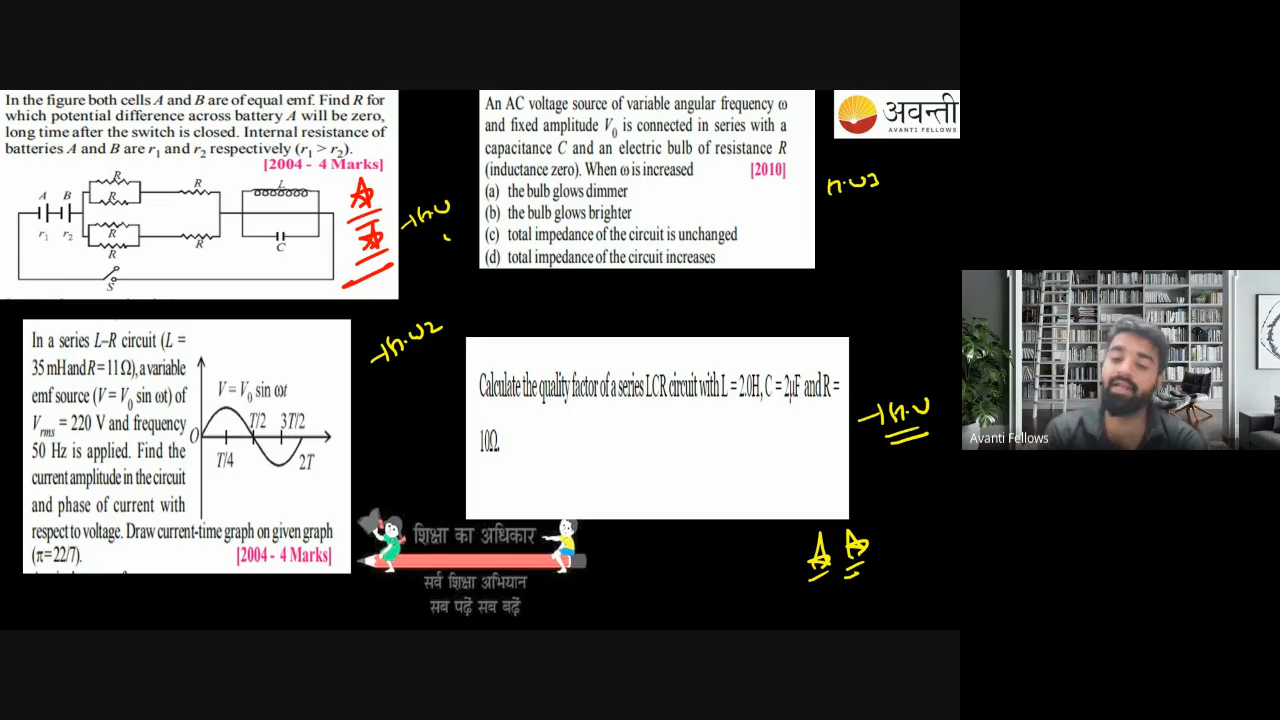 In the figure both cells A and B are of equal emf. Find R for
which potential difference across battery A will be zero,
long time after the switch is closed. Internal resistance of
batteries A and B are r₁ and r₂ respectively (r₁ > r₂).
[2004 - 4 Marks]
R
R
L
A
B
R
r₁
r₂
R
R
C
R
S
→ H.W
An AC voltage source of variable angular frequency ω
and fixed amplitude V₀ is connected in series with a
capacitance C and an electric bulb of resistance R
(inductance zero). When ω is increased
[2010]
(a) the bulb glows dimmer
(b) the bulb glows brighter
(c) total impedance of the circuit is unchanged
(d) total impedance of the circuit increases
अवन्ती
AVANTI FELLOWS
H.W3
In a series L–R circuit (L =
35 mH and R = 11 Ω), a variable
emf source (V = V₀ sin ωt) of
Vrms = 220 V and frequency
50 Hz is applied. Find the
current amplitude in the circuit
and phase of current with
respect to voltage. Draw current-time graph on given graph
(π = 22/7).
[2004 - 4 Marks]
V = V₀ sin ωt
T/2
3T/2
O
T/4
2T
→ H.W2
Calculate the quality factor of a series LCR circuit with L = 2.0H, C = 2μF and R =
10Ω.
→ H.W
शिक्षा का अधिकार
सर्व शिक्षा अभियान
सब पढ़ें सब बढ़ें
Avanti Fellows